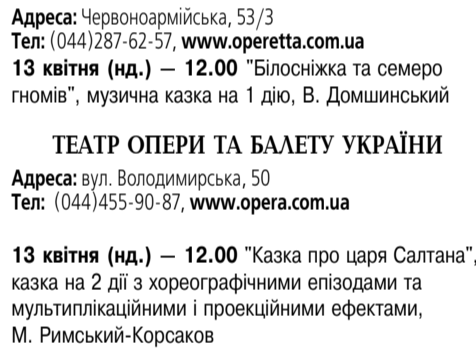 Адреса: Червоноармійська, 53/3
Тел: (044)287-62-57, www.operetta.com.ua
13 квітня (нд.) — 12.00 "Білосніжка та семеро
гномів", музична казка на 1 дію, В. Домшинський
ТЕАТР ОПЕРИ ТА БАЛЕТУ УКРАЇНИ
Адреса: вул. Володимирська, 50
Тел: (044)455-90-87, www.opera.com.ua
13 квітня (нд.) — 12.00 "Казка про царя Салтана",
казка на 2 дії з хореографічними епізодами та
мультиплікаційними і проекційними ефектами,
М. Римський-Корсаков